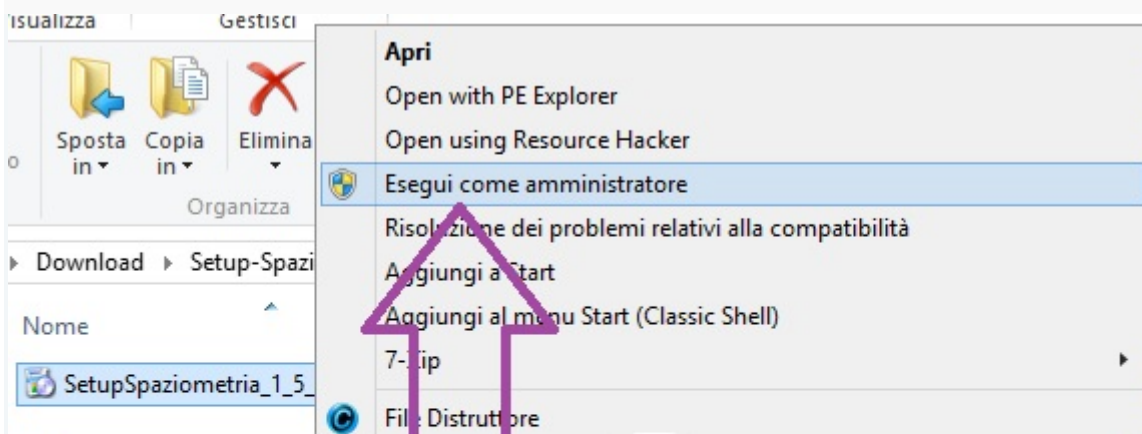 isualizza Gestisci
Sposta in
Copia in
Elimina
Organizza
Download Setup-Spazi
Nome
SetupSpaziometria_1_5_
Apri
Open with PE Explorer
Open using Resource Hacker
Esegui come amministratore
Risoluzione dei problemi relativi alla compatibilità
Aggiungi a Start
Aggiungi al menu Start (Classic Shell)
7-Zip
File Distruttore